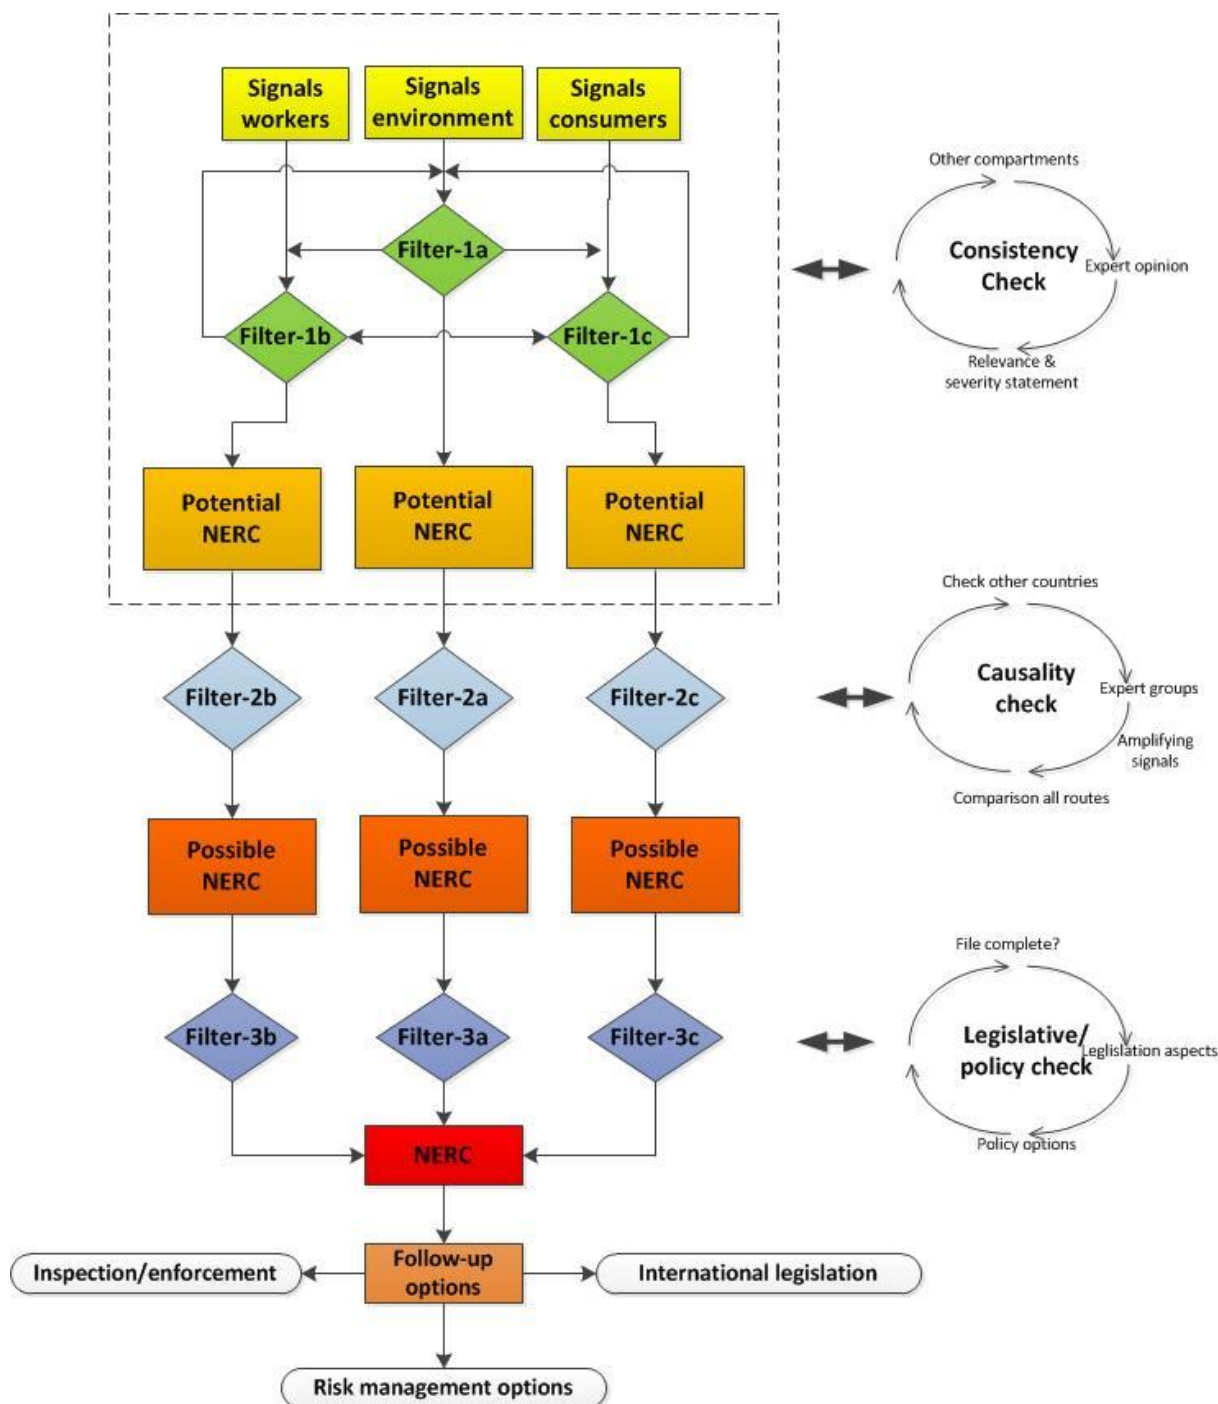 Signals
workers
Signals
environment
Signals
consumers
Filter-1a
Filter-1b
Filter-1c
Other compartments
Consistency
Check
Expert opinion
Relevance &
severity statement
Potential
NERC
Potential
NERC
Potential
NERC
Filter-2b
Filter-2a
Filter-2c
Check other countries
Causality
check
Expert groups
Amplifying
signals
Comparison all routes
Possible
NERC
Possible
NERC
Possible
NERC
Filter-3b
Filter-3a
Filter-3c
File complete?
Legislative/
policy check
Leglislation aspects
Policy options
NERC
Follow-up
options
Inspection/enforcement
International legislation
Risk management options